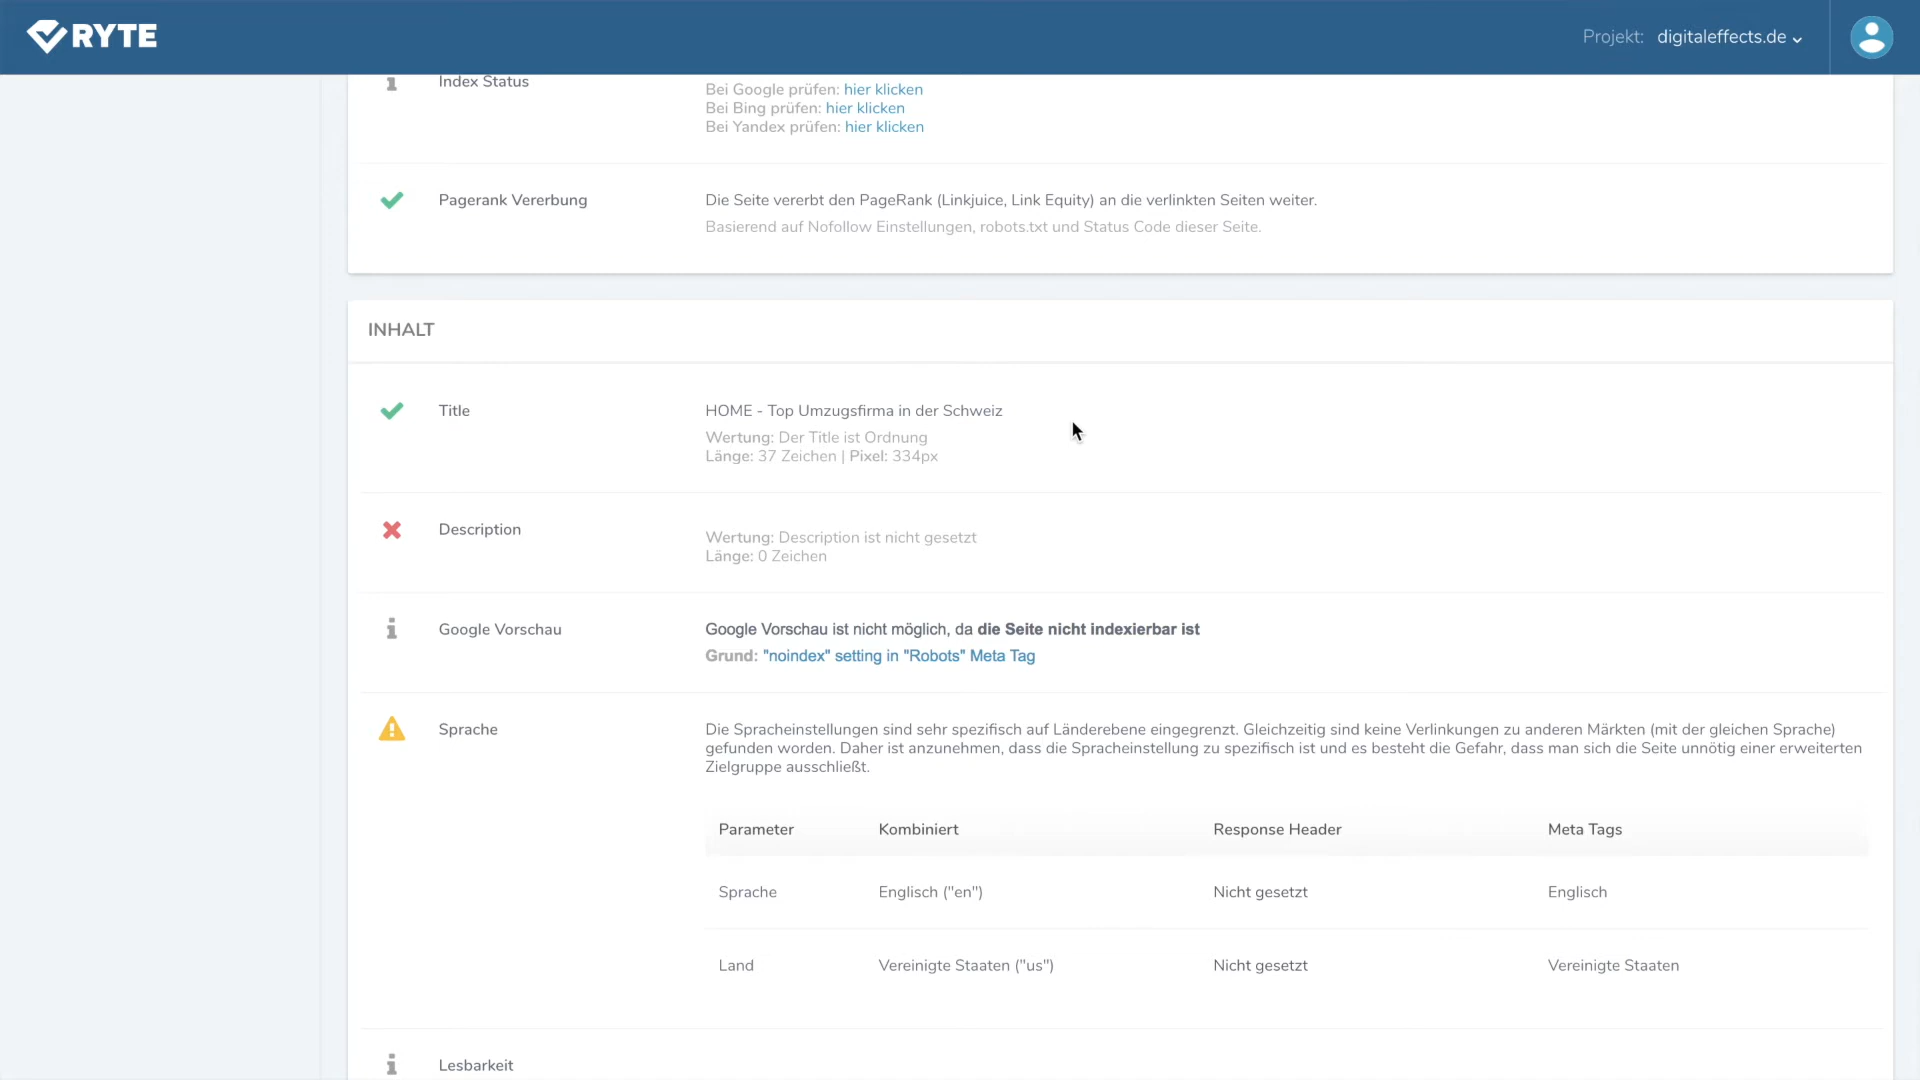 RYTE
Projekt: digitaleffects.de
Index Status
Bei Google prüfen: hier klicken
Bei Bing prüfen: hier klicken
Bei Yandex prüfen: hier klicken
Pagerank Vererbung
Die Seite vererbt den PageRank (Linkjuice, Link Equity) an die verlinkten Seiten weiter.
Basierend auf Nofollow Einstellungen, robots.txt und Status Code dieser Seite.
INHALT
Title
HOME - Top Umzugsfirma in der Schweiz
Wertung: Der Title ist Ordnung
Länge: 37 Zeichen | Pixel: 334px
Description
Wertung: Description ist nicht gesetzt
Länge: 0 Zeichen
Google Vorschau
Google Vorschau ist nicht möglich, da die Seite nicht indexierbar ist
Grund: "noindex" setting in "Robots" Meta Tag
Sprache
Die Spracheinstellungen sind sehr spezifisch auf Länderebene eingegrenzt. Gleichzeitig sind keine Verlinkungen zu anderen Märkten (mit der gleichen Sprache)
gefunden worden. Daher ist anzunehmen, dass die Spracheinstellung zu spezifisch ist und es besteht die Gefahr, dass man sich die Seite unnötig einer erweiterten
Zielgruppe ausschließt.
Parameter Kombiniert Response Header Meta Tags
Sprache Englisch ("en") Nicht gesetzt Englisch
Land Vereinigte Staaten ("us") Nicht gesetzt Vereinigte Staaten
Lesbarkeit